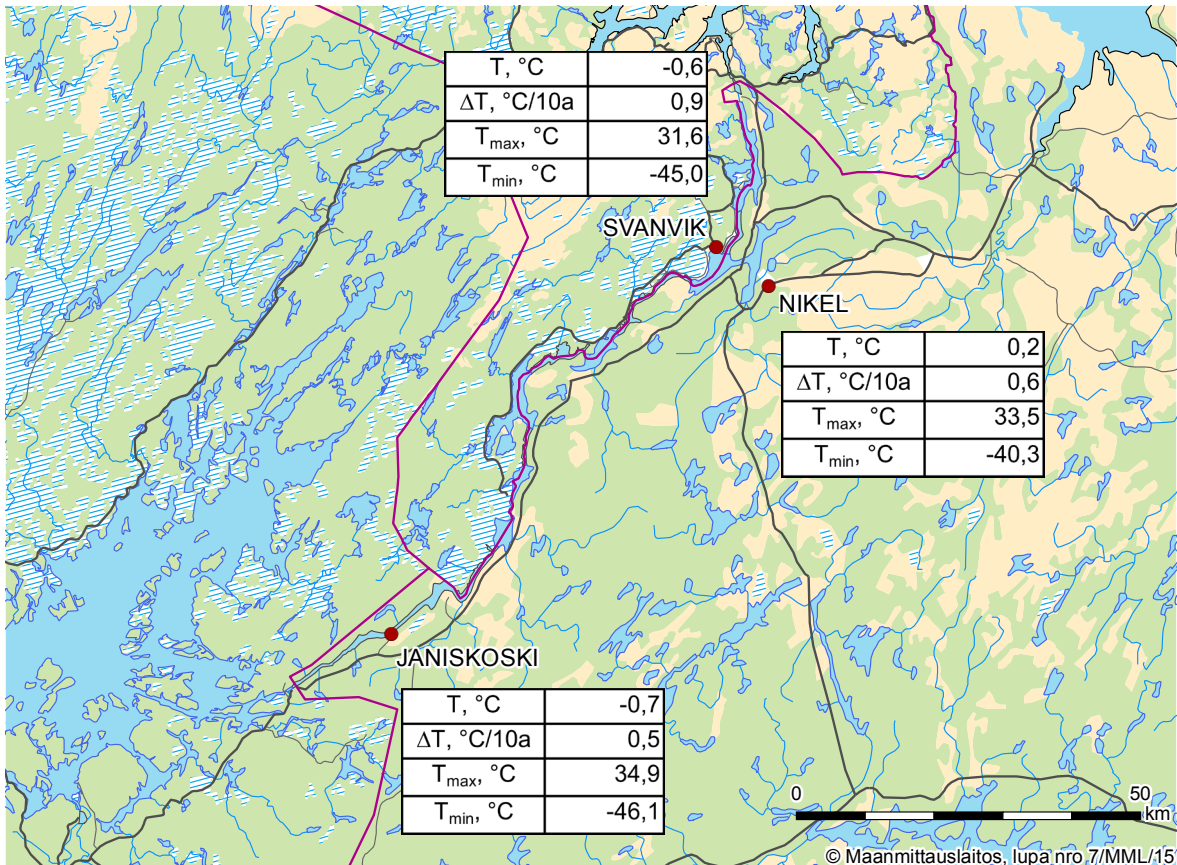 T, °C -0,6
ΔT, °C/10a 0,9
Tmax, °C 31,6
Tmin, °C -45,0
SVANVIK
NIKEL
T, °C 0,2
ΔT, °C/10a 0,6
Tmax, °C 33,5
Tmin, °C -40,3
JANISKOSKI
T, °C -0,7
ΔT, °C/10a 0,5
Tmax, °C 34,9
Tmin, °C -46,1
0 50
km
© Maanmittauslaitos, lupa nro 7/MML/15